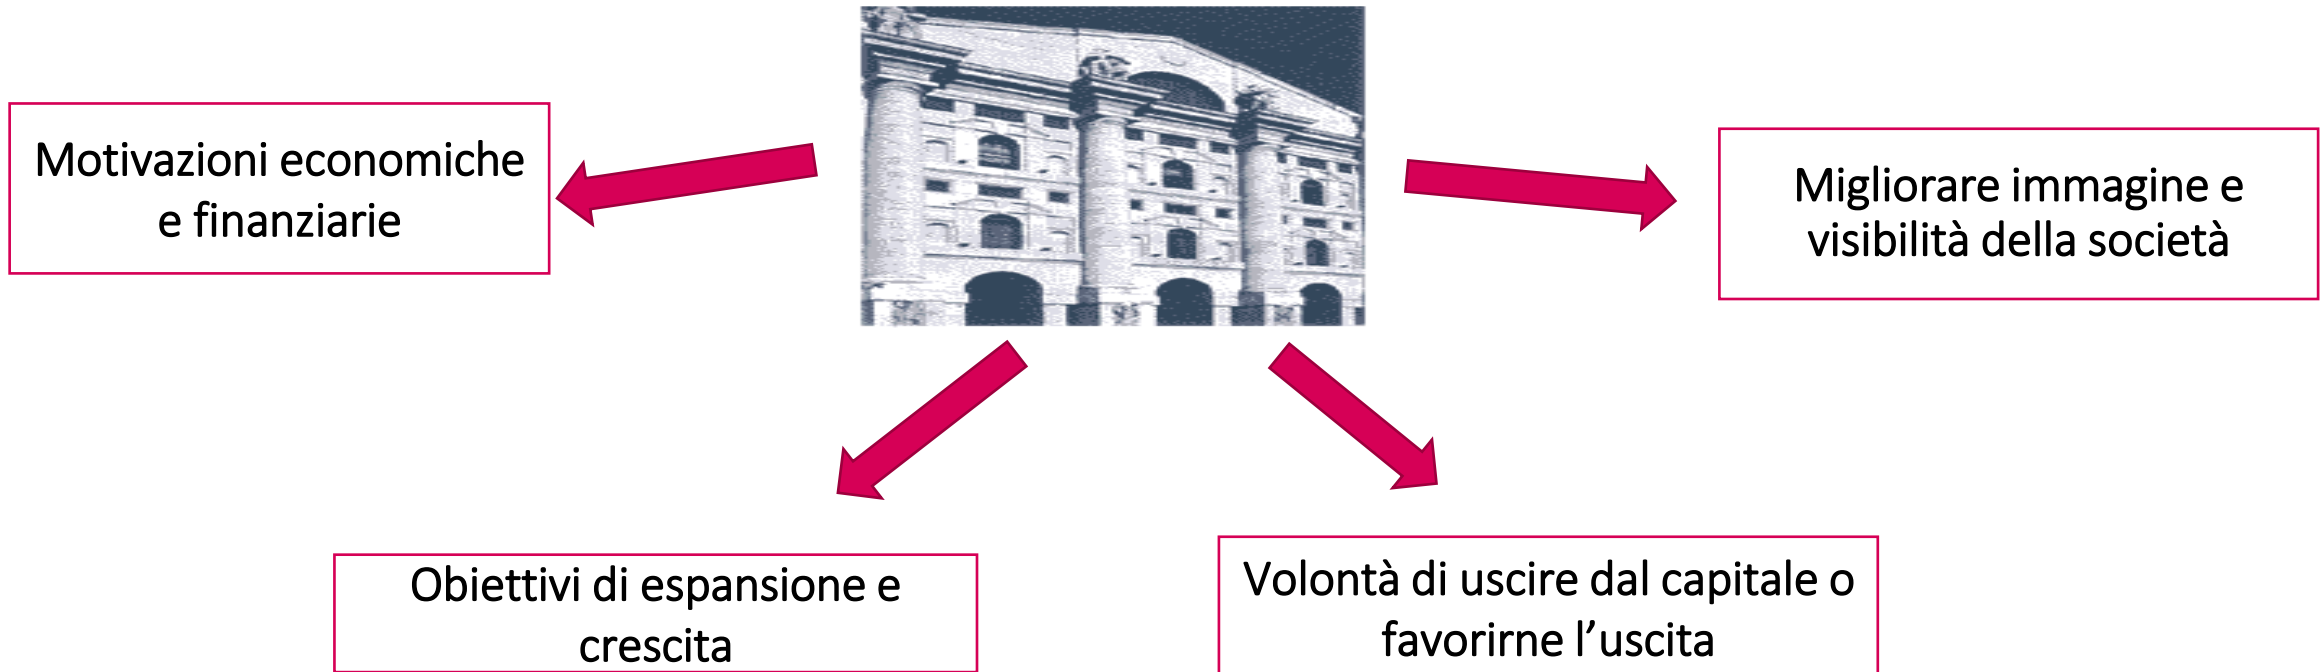 Motivazioni economiche
e finanziarie
Migliorare immagine e
visibilità della società
Obiettivi di espansione e
crescita
Volontà di uscire dal capitale o
favorirne l’uscita